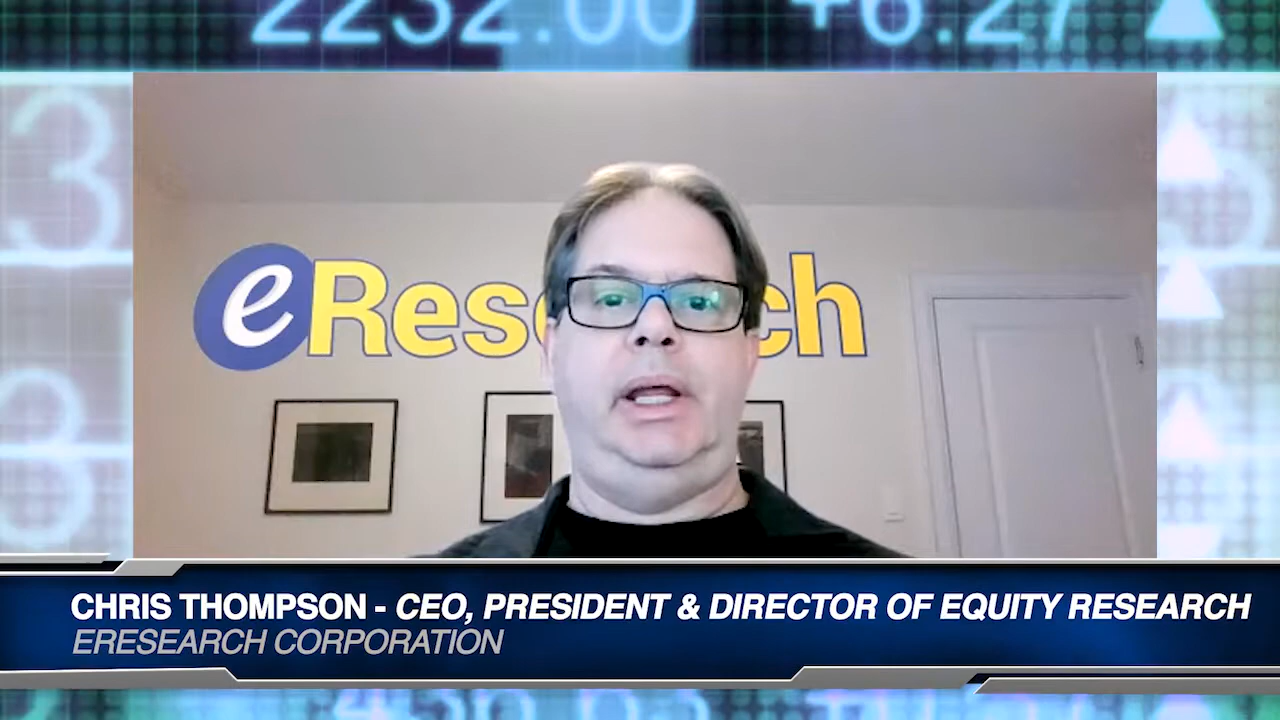 2232.00 +6.27
eResearch
CHRIS THOMPSON - CEO, PRESIDENT & DIRECTOR OF EQUITY RESEARCH
ERESEARCH CORPORATION